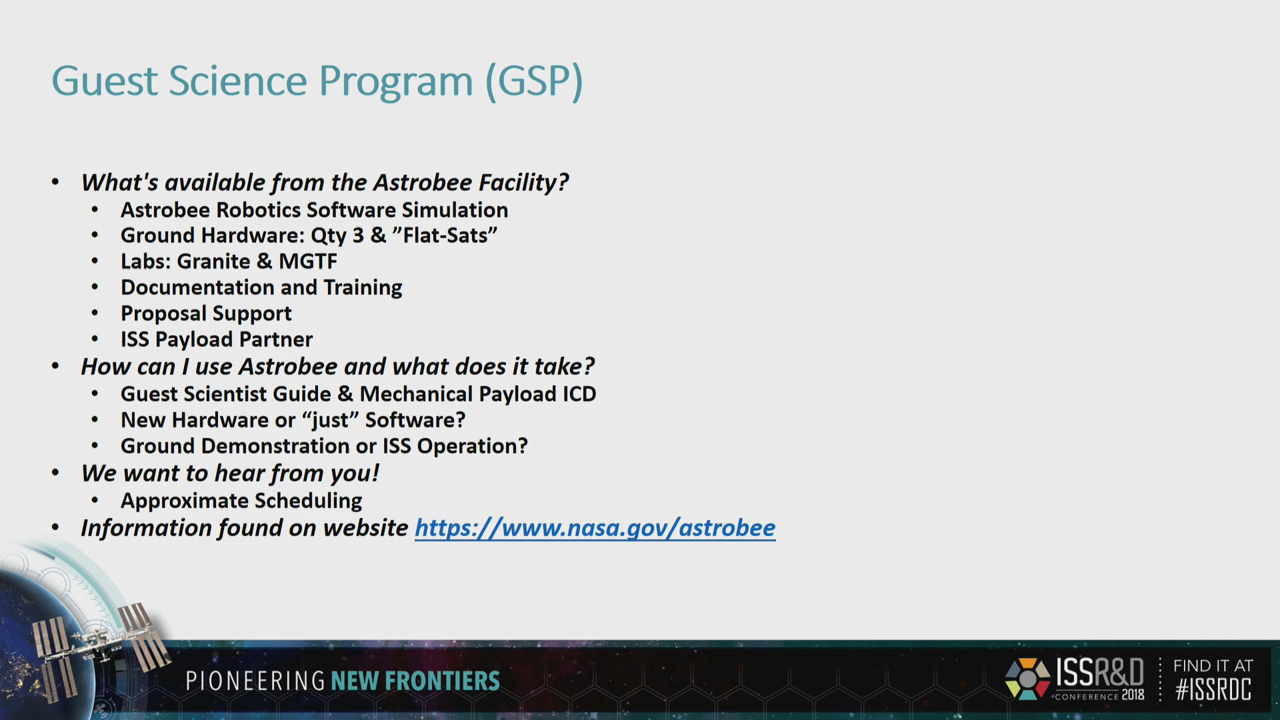 Guest Science Program (GSP)
• What's available from the Astrobee Facility?
• Astrobee Robotics Software Simulation
• Ground Hardware: Qty 3 & ”Flat-Sats”
• Labs: Granite & MGTF
• Documentation and Training
• Proposal Support
• ISS Payload Partner
• How can I use Astrobee and what does it take?
• Guest Scientist Guide & Mechanical Payload ICD
• New Hardware or “just” Software?
• Ground Demonstration or ISS Operation?
• We want to hear from you!
• Approximate Scheduling
• Information found on website https://www.nasa.gov/astrobee
PIONEERING NEW FRONTIERS
ISSR&D
CONFERENCE 2018
FIND IT AT
#ISSRDC